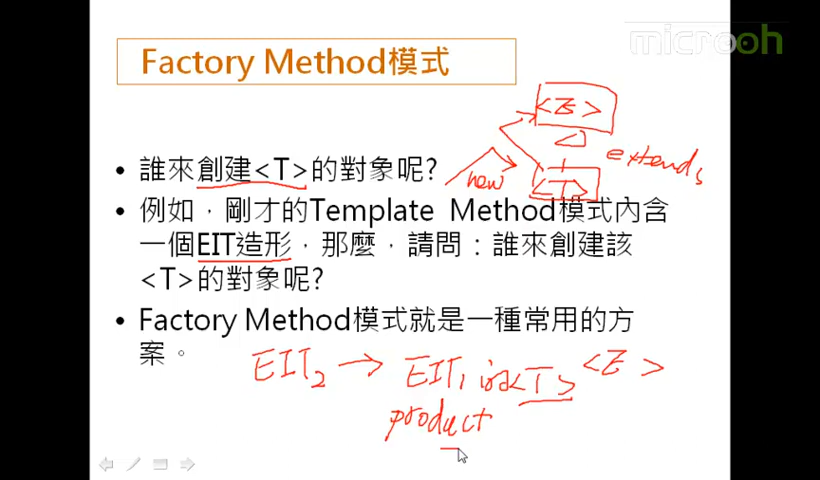 microoh
Factory Method模式
<E>
extends
new
<T>
• 誰來創建<T>的對象呢?
• 例如，剛才的Template Method模式內含
一個EIT造形，那麼，請問：誰來創建該
<T>的對象呢?
• Factory Method模式就是一種常用的方
案。
EIT2 → EIT1 <T> <E>
product